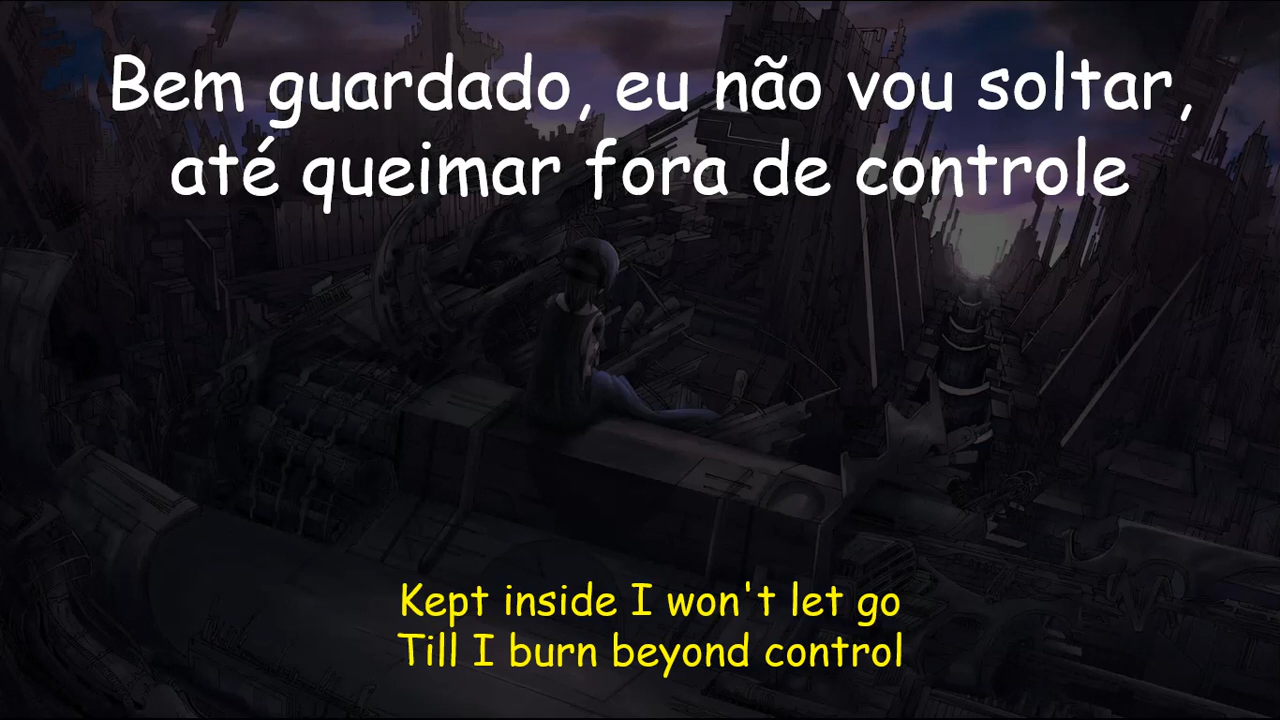 Bem guardado, eu não vou soltar,
até queimar fora de controle
Kept inside I won't let go
Till I burn beyond control